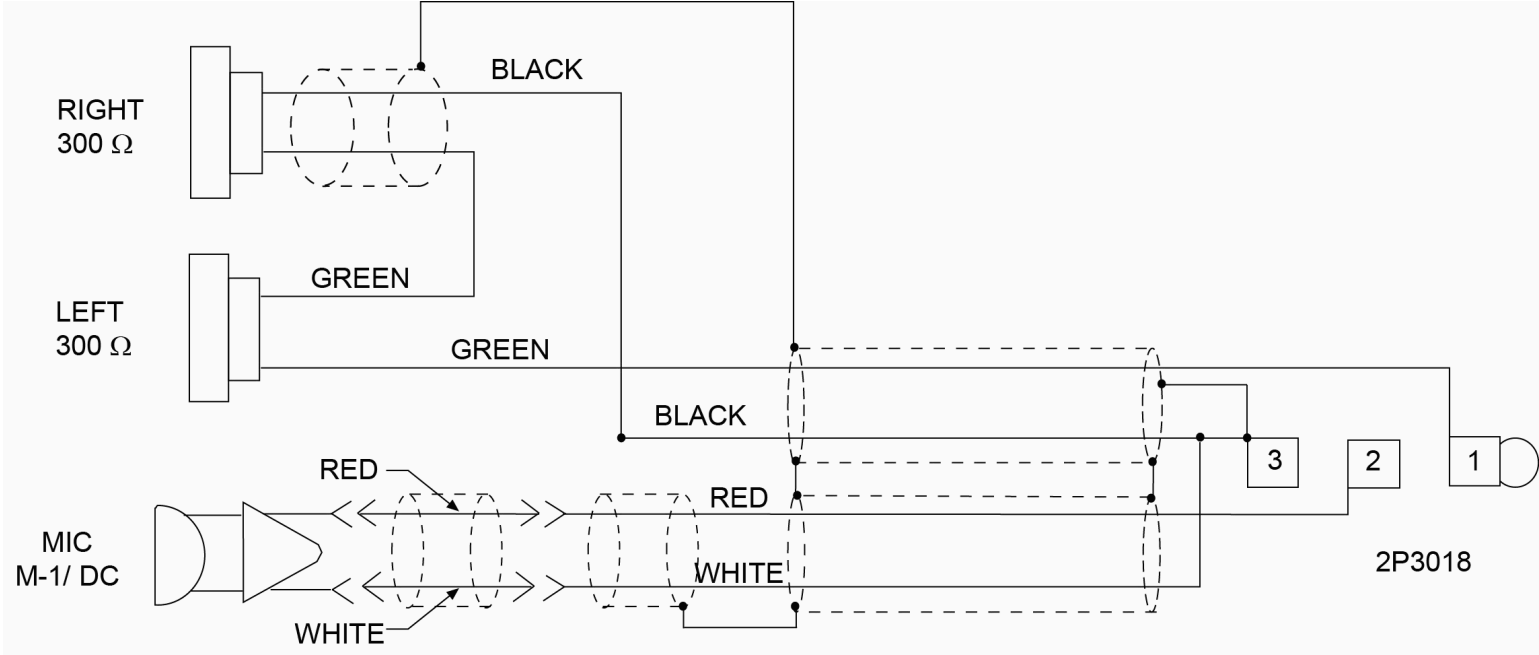 BLACK
RIGHT
300 Ω
GREEN
LEFT
300 Ω
GREEN
BLACK
RED
RED
3
2
1
MIC
M-1/ DC
WHITE
2P3018
WHITE